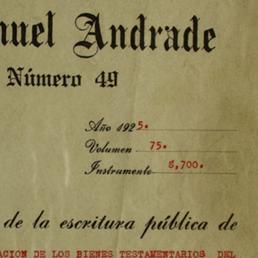 nuel Andrade
Número 49
Año 1925.
Volumen 75.
Instrumento 8,700.
de la escritura pública de
ACION DE LOS BIENES TESTAMENTARIOS DEL